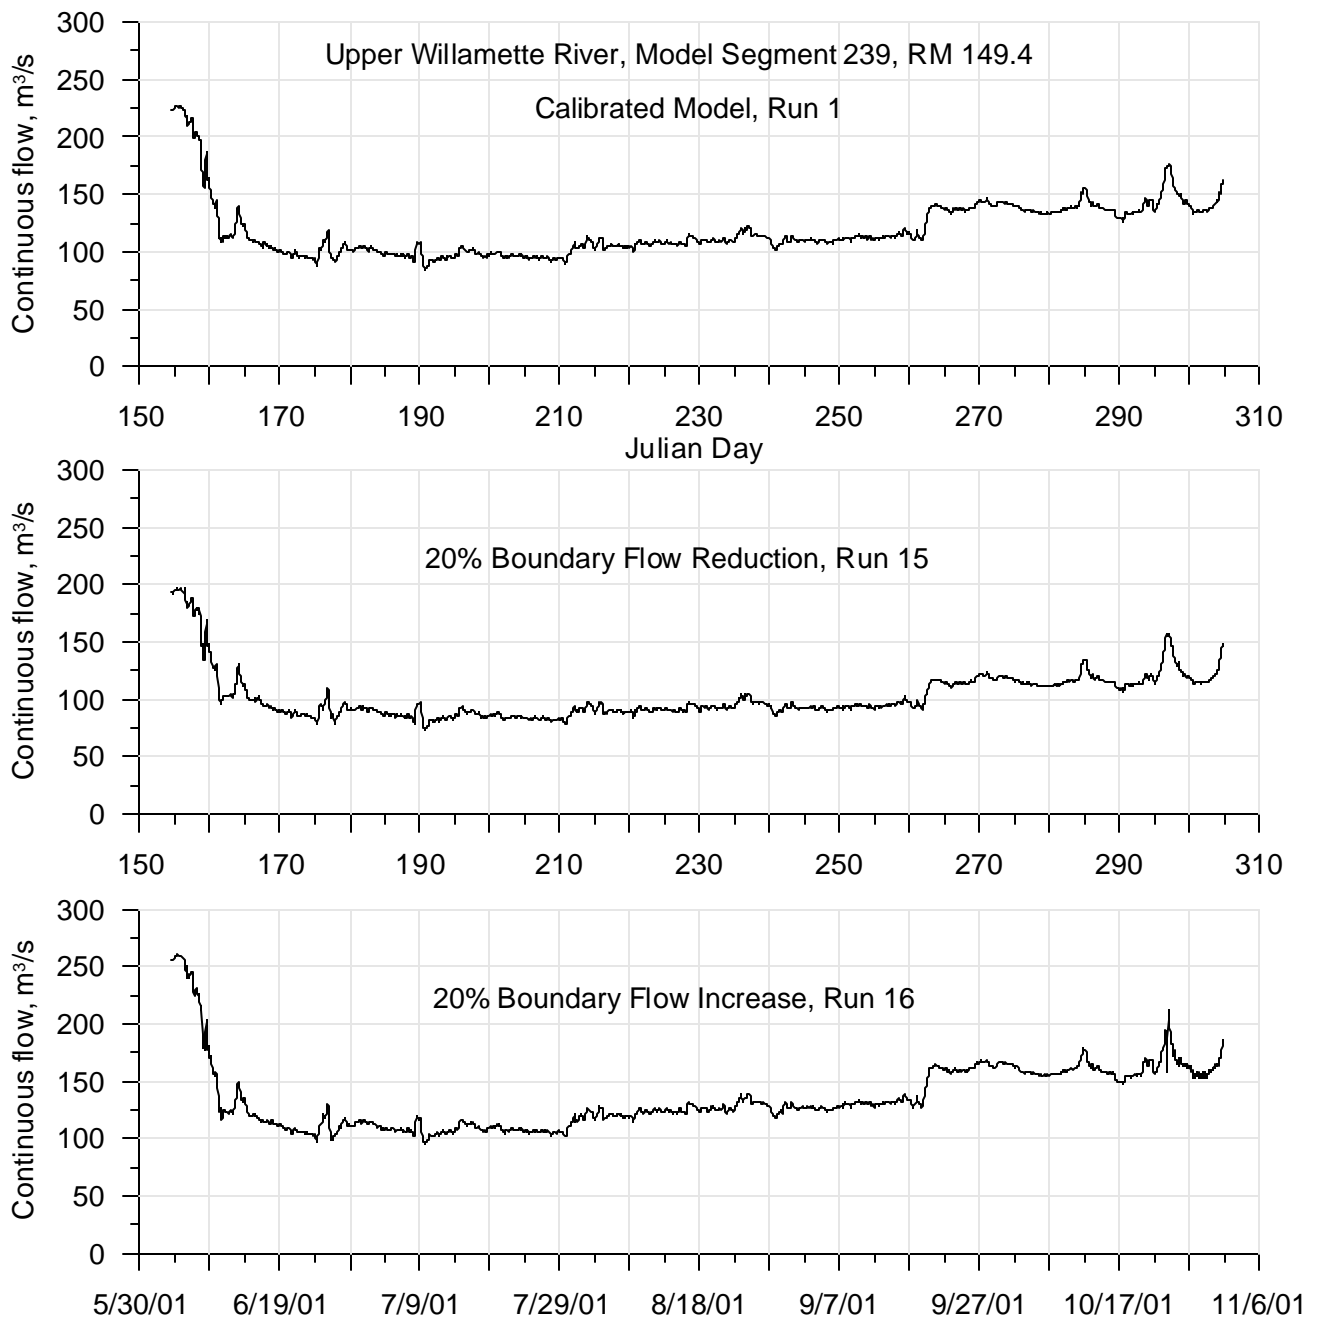 300
Upper Willamette River, Model Segment 239, RM 149.4
250
Calibrated Model, Run 1
200
150
100
50
0
Continuous flow, m³/s
150 170 190 210 230 250 270 290 310
Julian Day
300
250
20% Boundary Flow Reduction, Run 15
200
150
100
50
0
Continuous flow, m³/s
150 170 190 210 230 250 270 290 310
300
250
20% Boundary Flow Increase, Run 16
200
150
100
50
0
Continuous flow, m³/s
5/30/01 6/19/01 7/9/01 7/29/01 8/18/01 9/7/01 9/27/01 10/17/01 11/6/01